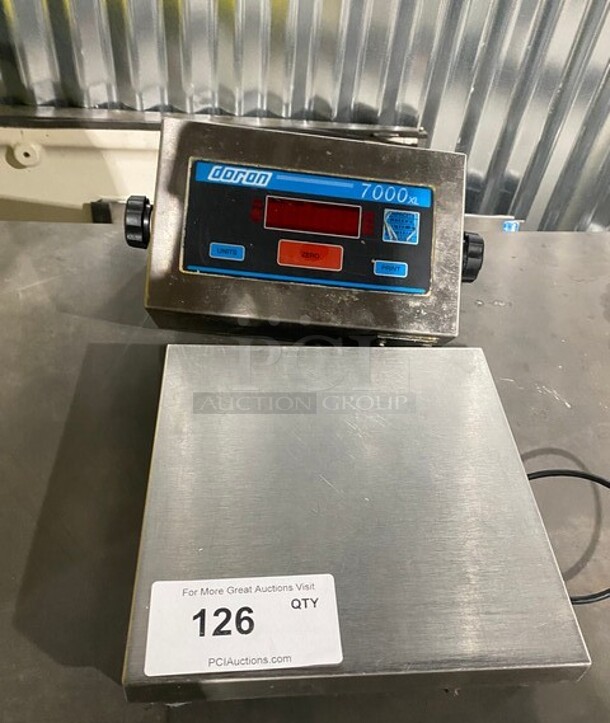 doran
7000XL
UNITS
ZERO
PRINT
PCI
AUCTION GROUP
For More Great Auctions Visit
126 QTY
PCIAuctions.com